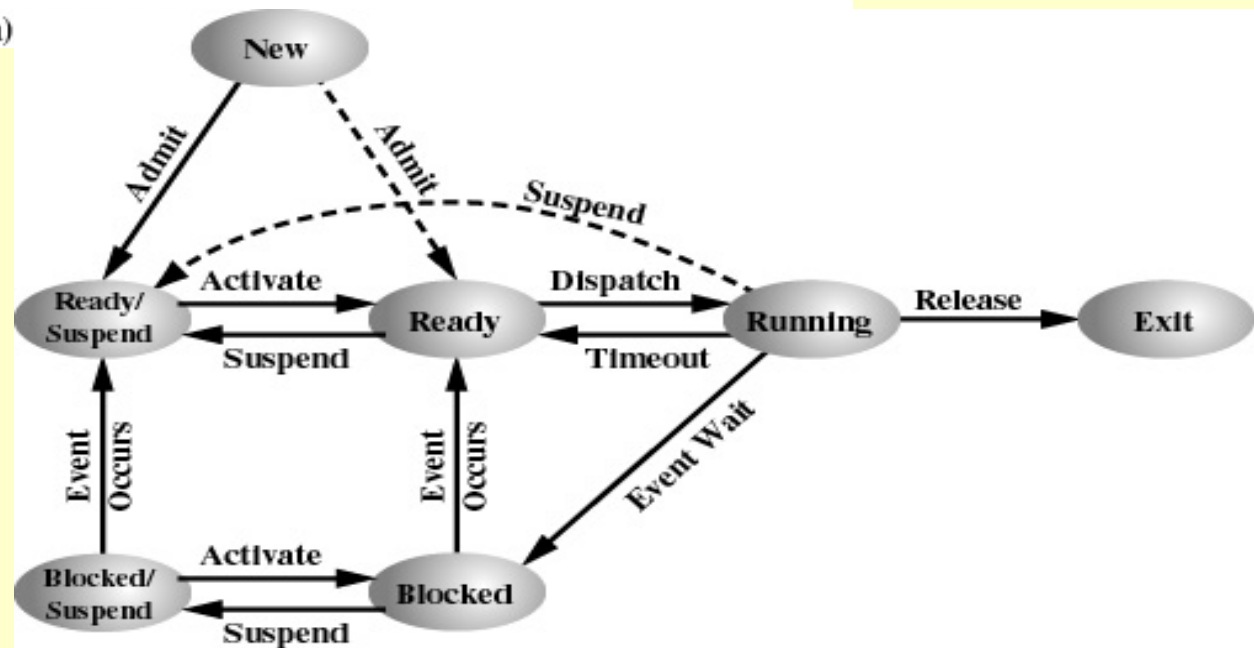 New
Admit
Admit
Suspend
Ready/
Suspend
Activate
Suspend
Ready
Dispatch
Timeout
Running
Release
Exit
Event
Occurs
Event
Occurs
Event Wait
Blocked/
Suspend
Activate
Suspend
Blocked